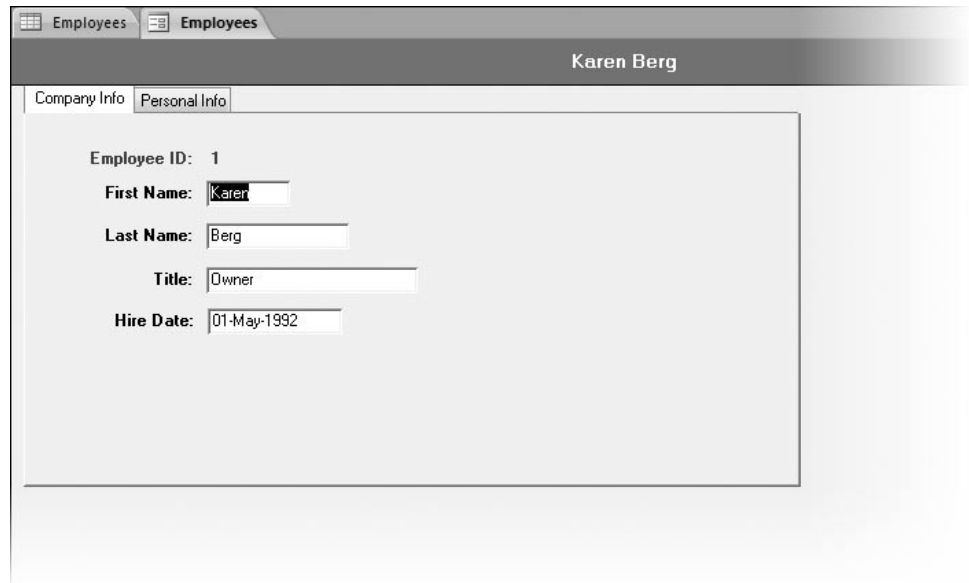 Employees Employees
Karen Berg
Company Info Personal Info
Employee ID: 1
First Name: Karen
Last Name: Berg
Title: Owner
Hire Date: 01-May-1992